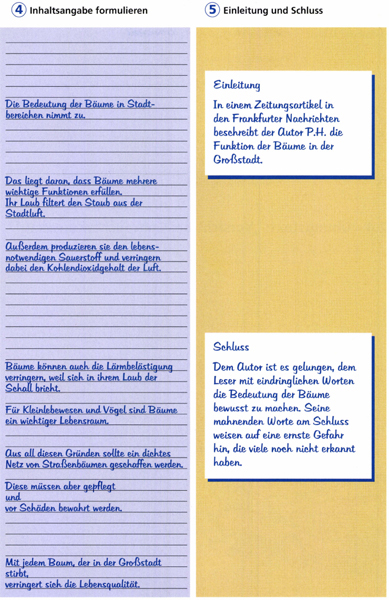 4 Inhaltsangabe formulieren
Die Bedeutung der Bäume in Stadt-
bereichen nimmt zu.
Das liegt daran, dass Bäume mehrere
wichtige Funktionen erfüllen.
Ihr Laub filtert den Staub aus der
Stadtluft.
Außerdem produzieren sie den lebens-
notwendigen Sauerstoff und verringern
dabei den Kohlendioxidgehalt der Luft.
Bäume können auch die Lärmbelästigung
verringern, weil sich in ihrem Laub der
Schall bricht.
Für Kleinlebewesen und Vögel sind Bäume
ein wichtiger Lebensraum.
Aus all diesen Gründen sollte ein dichtes
Netz von Straßenbäumen geschaffen werden.
Diese müssen aber gepflegt
und
vor Schäden bewahrt werden.
Mit jedem Baum, der in der Großstadt
stirbt,
verringert sich die Lebensqualität.
5 Einleitung und Schluss
Einleitung
In einem Zeitungsartikel in
den Frankfurter Nachrichten
beschreibt der Autor P.H. die
Funktion der Bäume in der
Großstadt.
Schluss
Dem Autor ist es gelungen, dem
Leser mit eindringlichen Worten
die Bedeutung der Bäume
bewusst zu machen. Seine
mahnenden Worte am Schluss
weisen auf eine ernste Gefahr
hin, die viele noch nicht erkannt
haben.